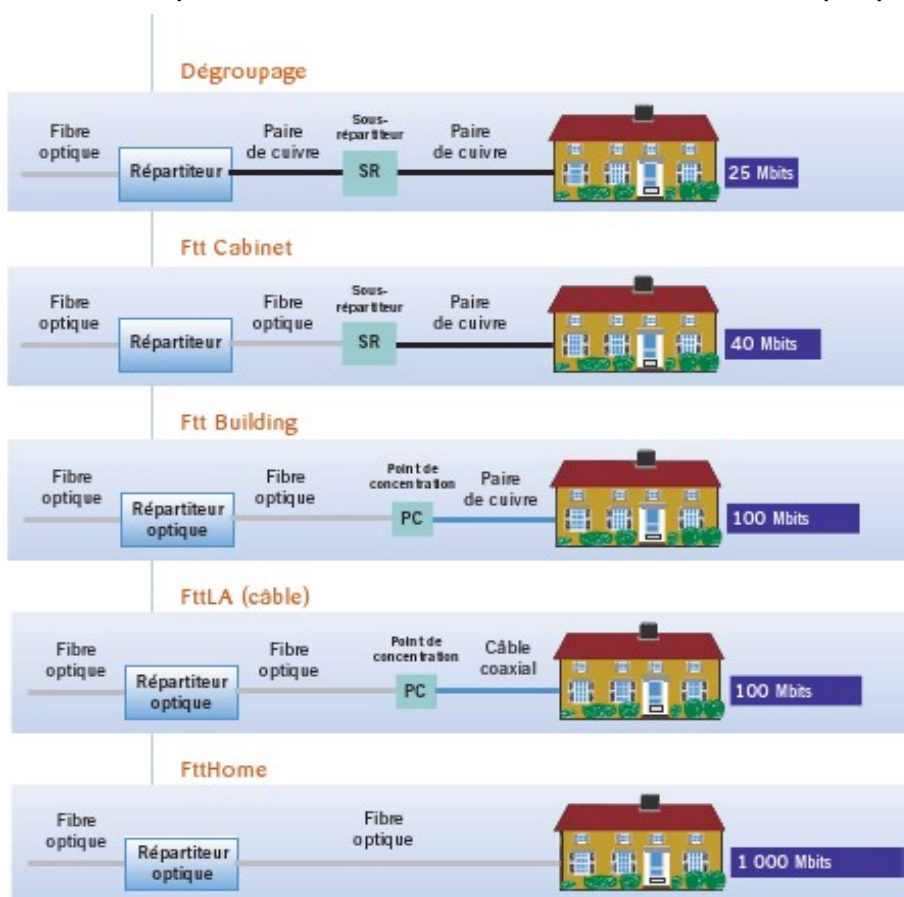 Dégroupage
Fibre
optique
Répartiteur
Paire
de cuivre
Sous-
répartiteur
SR
Paire
de cuivre
25 Mbits
Ftt Cabinet
Fibre
optique
Répartiteur
Fibre
optique
Sous-
répartiteur
SR
Paire
de cuivre
40 Mbits
Ftt Building
Fibre
optique
Répartiteur
optique
Fibre
optique
Point de
concentration
PC
Paire
de cuivre
100 Mbits
FttLA (câble)
Fibre
optique
Répartiteur
optique
Fibre
optique
Point de
concentration
PC
Câble
coaxial
100 Mbits
FttHome
Fibre
optique
Répartiteur
optique
Fibre
optique
1 000 Mbits